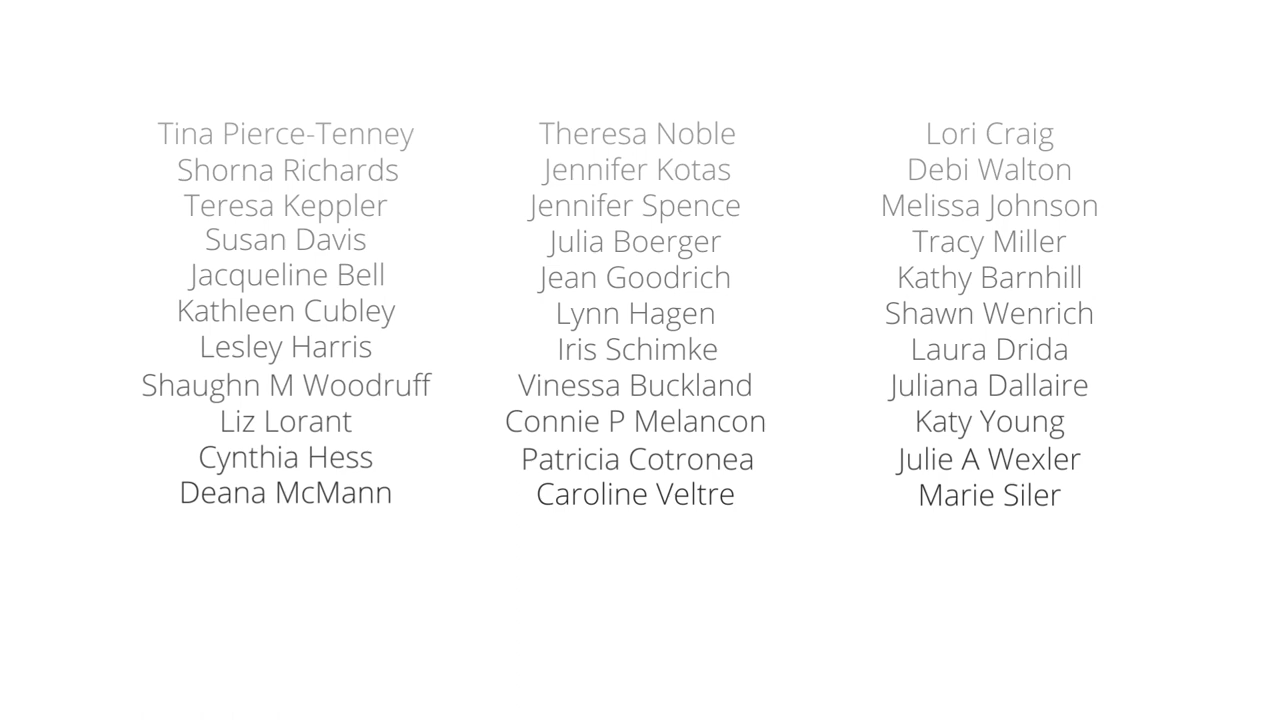 Tina Pierce-Tenney
Shorna Richards
Teresa Keppler
Susan Davis
Jacqueline Bell
Kathleen Cubley
Lesley Harris
Shaughn M Woodruff
Liz Lorant
Cynthia Hess
Deana McMann
Theresa Noble
Jennifer Kotas
Jennifer Spence
Julia Boerger
Jean Goodrich
Lynn Hagen
Iris Schimke
Vinessa Buckland
Connie P Melancon
Patricia Cotronea
Caroline Veltre
Lori Craig
Debi Walton
Melissa Johnson
Tracy Miller
Kathy Barnhill
Shawn Wenrich
Laura Drida
Juliana Dallaire
Katy Young
Julie A Wexler
Marie Siler